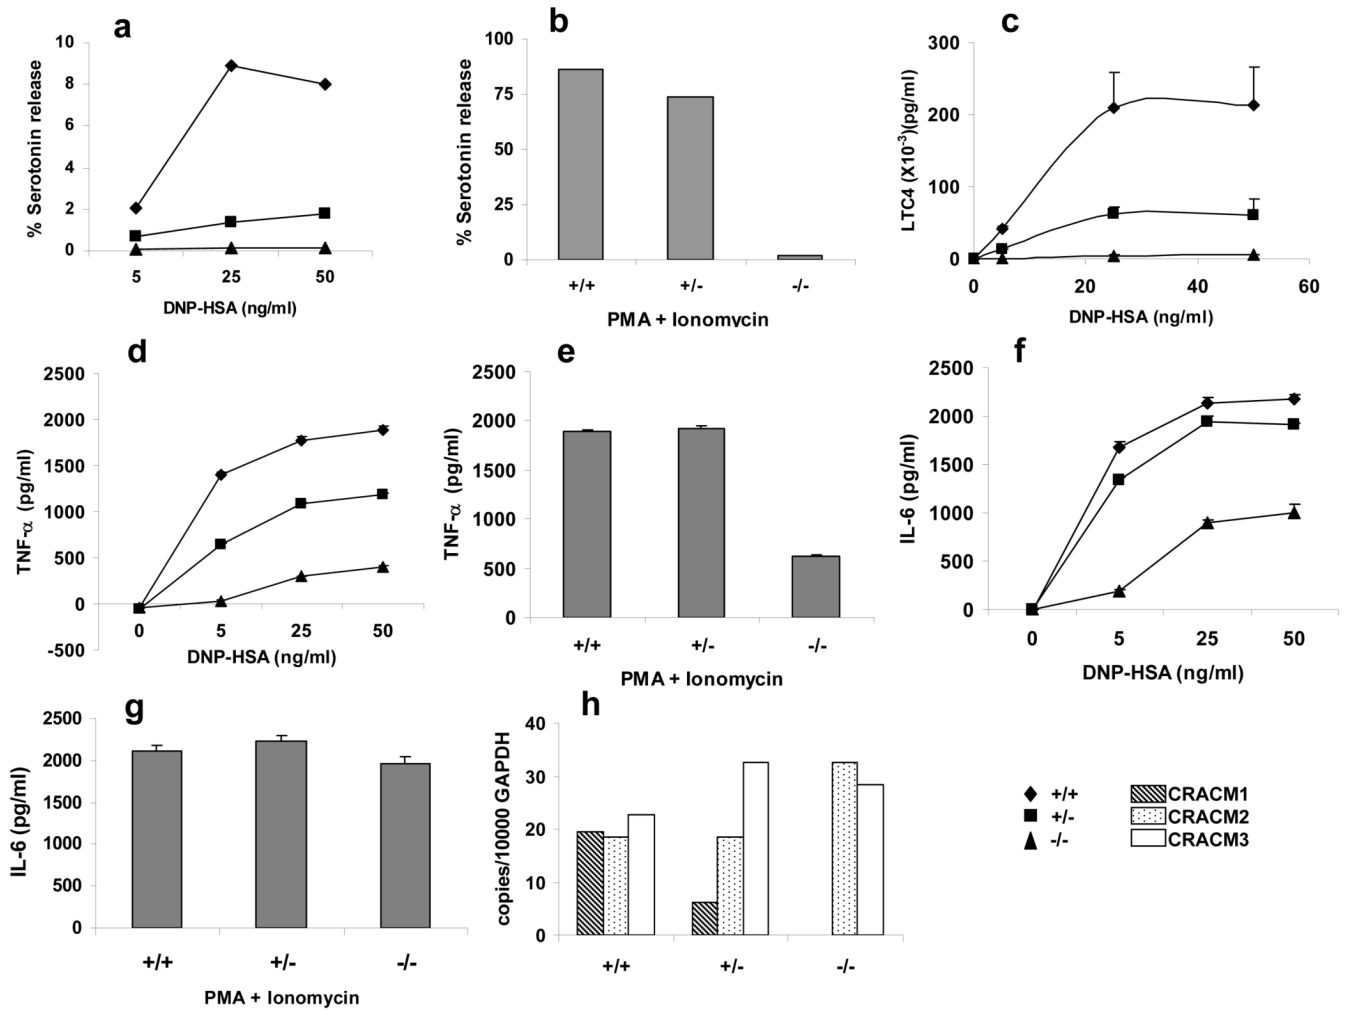 a
10
8
6
4
2
0
5 25 50
% Serotonin release
DNP-HSA (ng/ml)
b
100
75
50
25
0
+/+ +/- -/-
% Serotonin release
PMA + Ionomycin
c
300
200
100
0
0 20 40 60
LTC4 (X10-3)(pg/ml)
DNP-HSA (ng/ml)
d
2500
2000
1500
1000
500
0
-500
0 5 25 50
TNF-α (pg/ml)
DNP-HSA (ng/ml)
e
2500
2000
1500
1000
500
0
+/+ +/- -/-
TNF-α (pg/ml)
PMA + Ionomycin
f
2500
2000
1500
1000
500
0
0 5 25 50
IL-6 (pg/ml)
DNP-HSA (ng/ml)
g
2500
2000
1500
1000
500
0
+/+ +/- -/-
IL-6 (pg/ml)
PMA + Ionomycin
h
40
30
20
10
0
+/+ +/- -/-
copies/10000 GAPDH
+/+ CRACM1
+/- CRACM2
-/- CRACM3